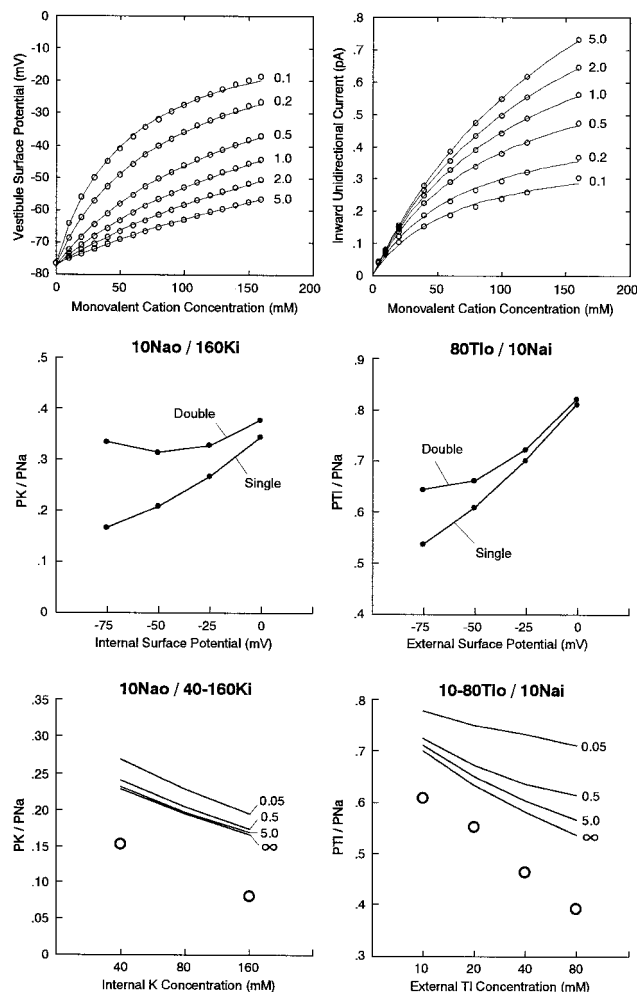 0
-10
-20
-30
-40
-50
-60
-70
-80
Vestibule Surface Potential (mV)
0.1
0.2
0.5
1.0
2.0
5.0
0 50 100 150 200
Monovalent Cation Concentration (mM)
.8
.7
.6
.5
.4
.3
.2
.1
0
Inward Unidirectional Current (pA)
5.0
2.0
1.0
0.5
0.2
0.1
0 50 100 150 200
Monovalent Cation Concentration (mM)
10Nao / 160Ki
.5
.4
.3
.2
.1
0
PK / PNa
Double
Single
-75 -50 -25 0
Internal Surface Potential (mV)
80Tlo / 10Nai
.9
.8
.7
.6
.5
.4
PTl / PNa
Double
Single
-75 -50 -25 0
External Surface Potential (mV)
10Nao / 40-160Ki
.35
.30
.25
.20
.15
.10
.05
0
PK / PNa
0.05
0.5
5.0
∞
40 80 160
Internal K Concentration (mM)
10-80Tlo / 10Nai
.8
.7
.6
.5
.4
.3
PTl / PNa
0.05
0.5
5.0
∞
10 20 40 80
External Tl Concentration (mM)